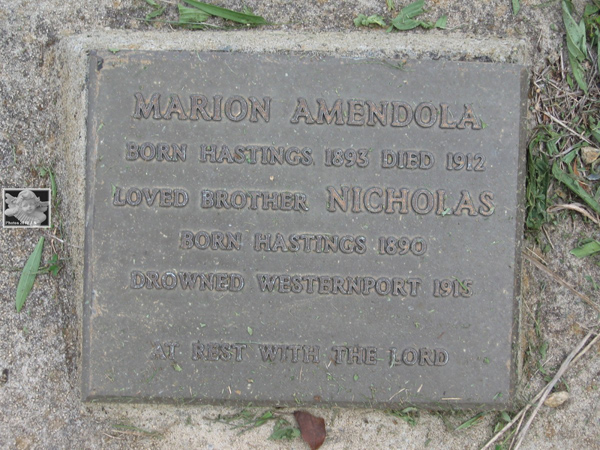 MARION AMENDOLA
BORN HASTINGS 1893 DIED 1912
LOVED BROTHER NICHOLAS
BORN HASTINGS 1890
DROWNED WESTERNPORT 1915
AT REST WITH THE LORD